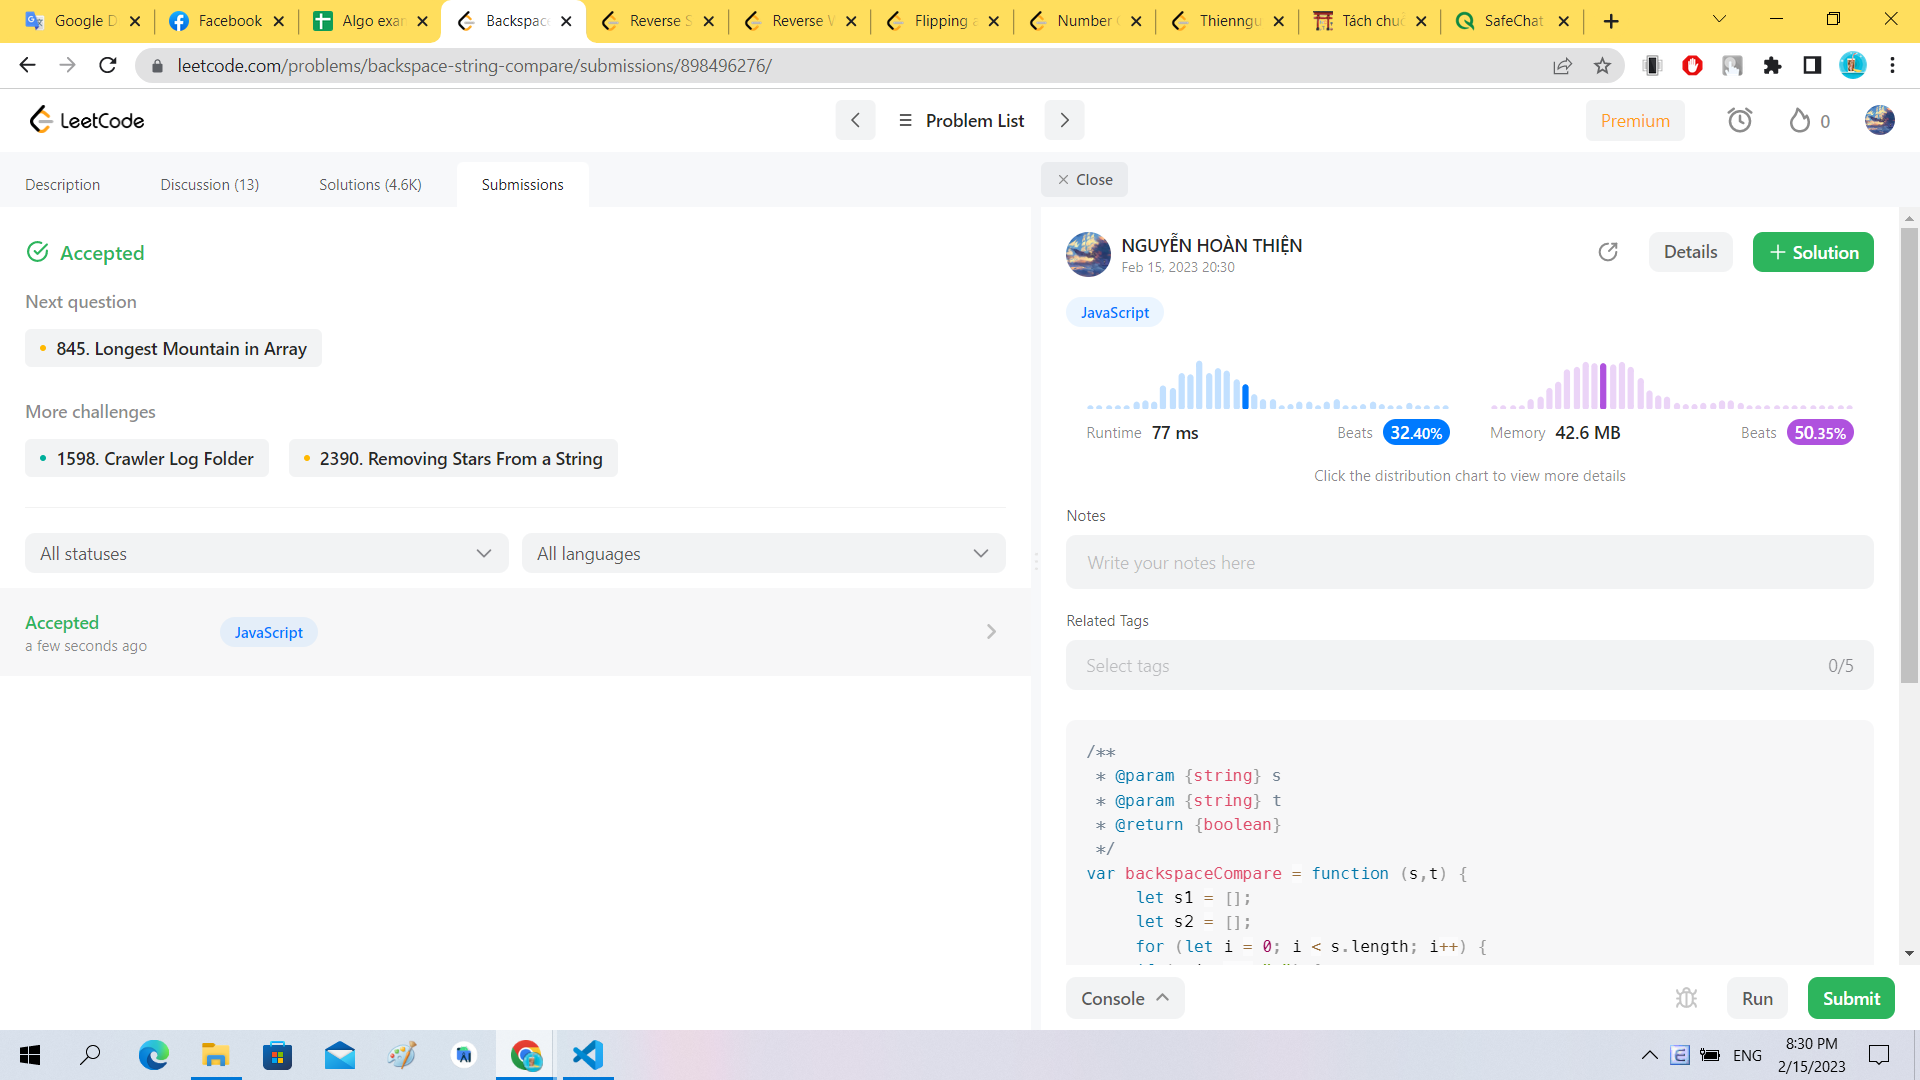 Google D
Facebook
Algo exar
Backspace
Reverse S
Reverse V
Flipping a
Number
Thienngu
Tách chuỗ
SafeChat
leetcode.com/problems/backspace-string-compare/submissions/898496276/
LeetCode
Problem List
Premium
0
Description
Discussion (13)
Solutions (4.6K)
Submissions
Close
Accepted
Next question
845. Longest Mountain in Array
More challenges
1598. Crawler Log Folder
2390. Removing Stars From a String
All statuses
All languages
Accepted
a few seconds ago
JavaScript
NGUYỄN HOÀN THIỆN
Feb 15, 2023 20:30
Details
Solution
JavaScript
Runtime 77 ms
Beats 32.40%
Memory 42.6 MB
Beats 50.35%
Click the distribution chart to view more details
Notes
Write your notes here
Related Tags
Select tags
0/5
/**
* @param {string} s
* @param {string} t
* @return {boolean}
*/
var backspaceCompare = function (s,t) {
let s1 = [];
let s2 = [];
for (let i = 0; i < s.length; i++) {
Console
Run
Submit
ENG
8:30 PM
2/15/2023